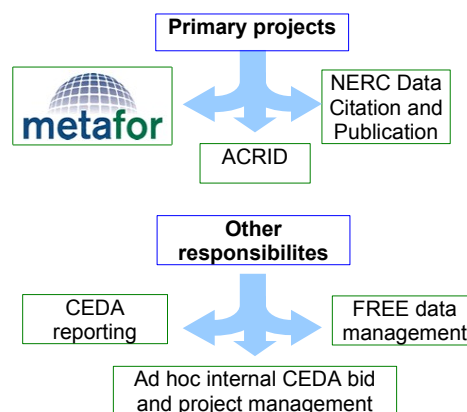 Primary projects
metafor
NERC Data
Citation and
Publication
ACRID
Other
responsibilites
CEDA
reporting
FREE data
management
Ad hoc internal CEDA bid
and project management